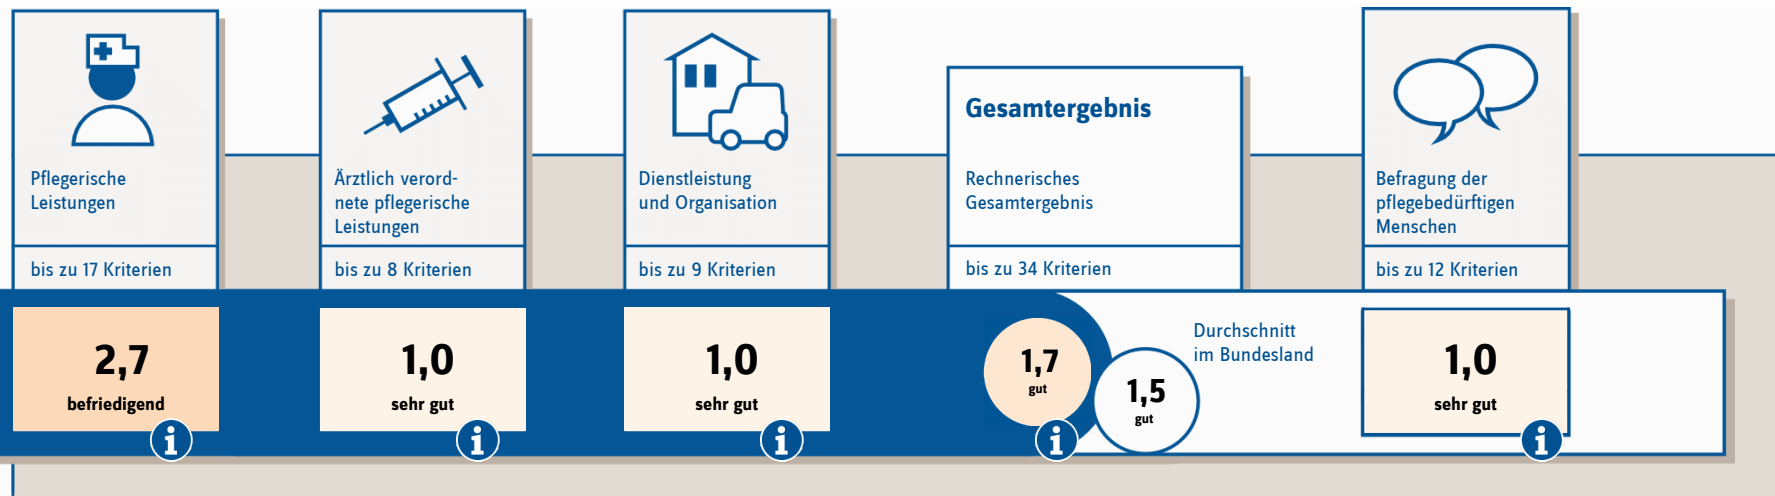 Pflegerische
Leistungen
bis zu 17 Kriterien
2,7
befriedigend
i
Ärztlich verord-
nete pflegerische
Leistungen
bis zu 8 Kriterien
1,0
sehr gut
i
Dienstleistung
und Organisation
bis zu 9 Kriterien
1,0
sehr gut
i
Gesamtergebnis
Rechnerisches
Gesamtergebnis
bis zu 34 Kriterien
1,7
gut
i
1,5
gut
Durchschnitt
im Bundesland
Befragung der
pflegebedürftigen
Menschen
bis zu 12 Kriterien
1,0
sehr gut
i